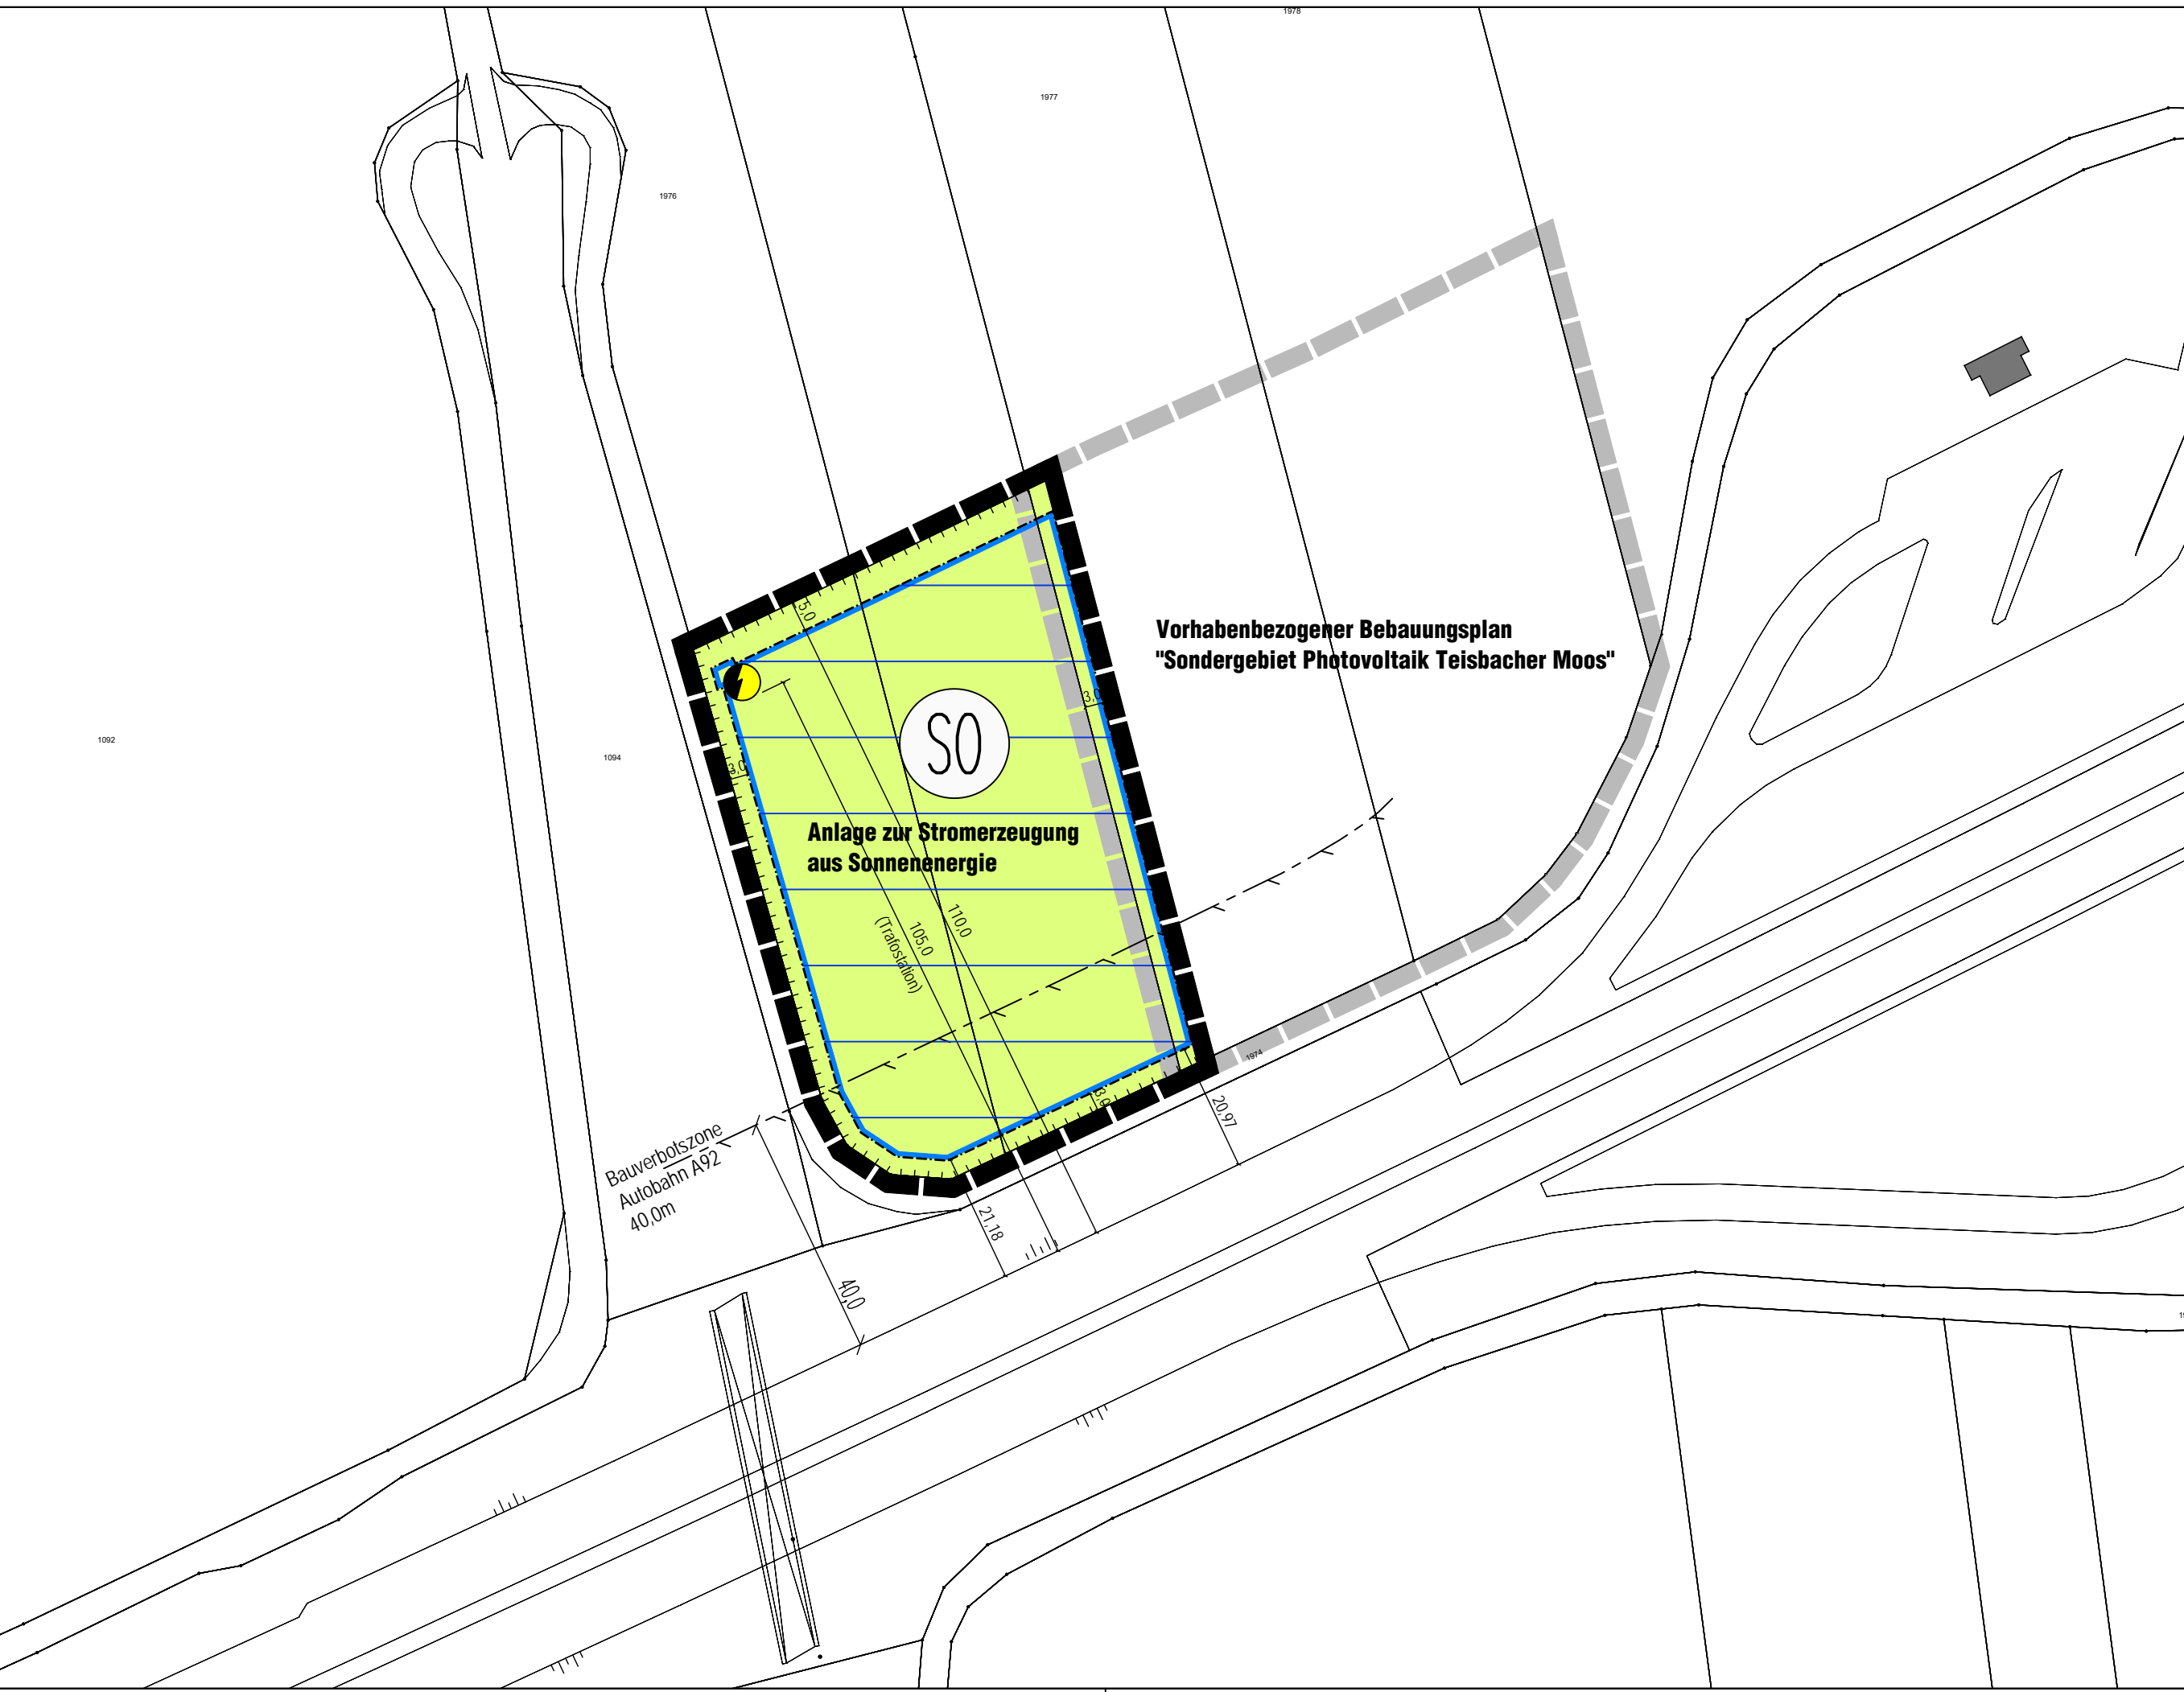 1978
1977
1976
5,0
Vorhabenbezogener Bebauungsplan
"Sondergebiet Photovoltaik Teisbacher Moos"
3,0
SO
1092
1094
3,0
Anlage zur Stromerzeugung
aus Sonnenenergie
110,0
105,0
(Trafostation)
1974
3,0
20,97
Bauverbotszone
Autobahn A92
40,0m
21,18
40,0